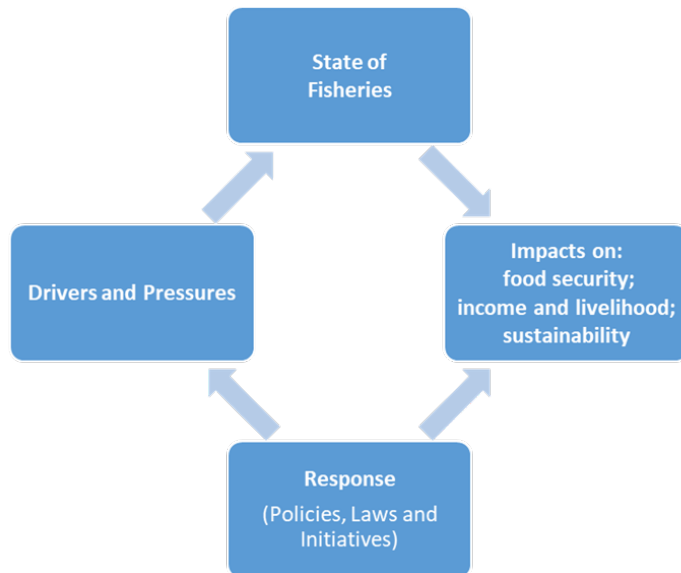 State of
Fisheries
Drivers and Pressures
Impacts on:
food security;
income and livelihood;
sustainability
Response
(Policies, Laws and
Initiatives)